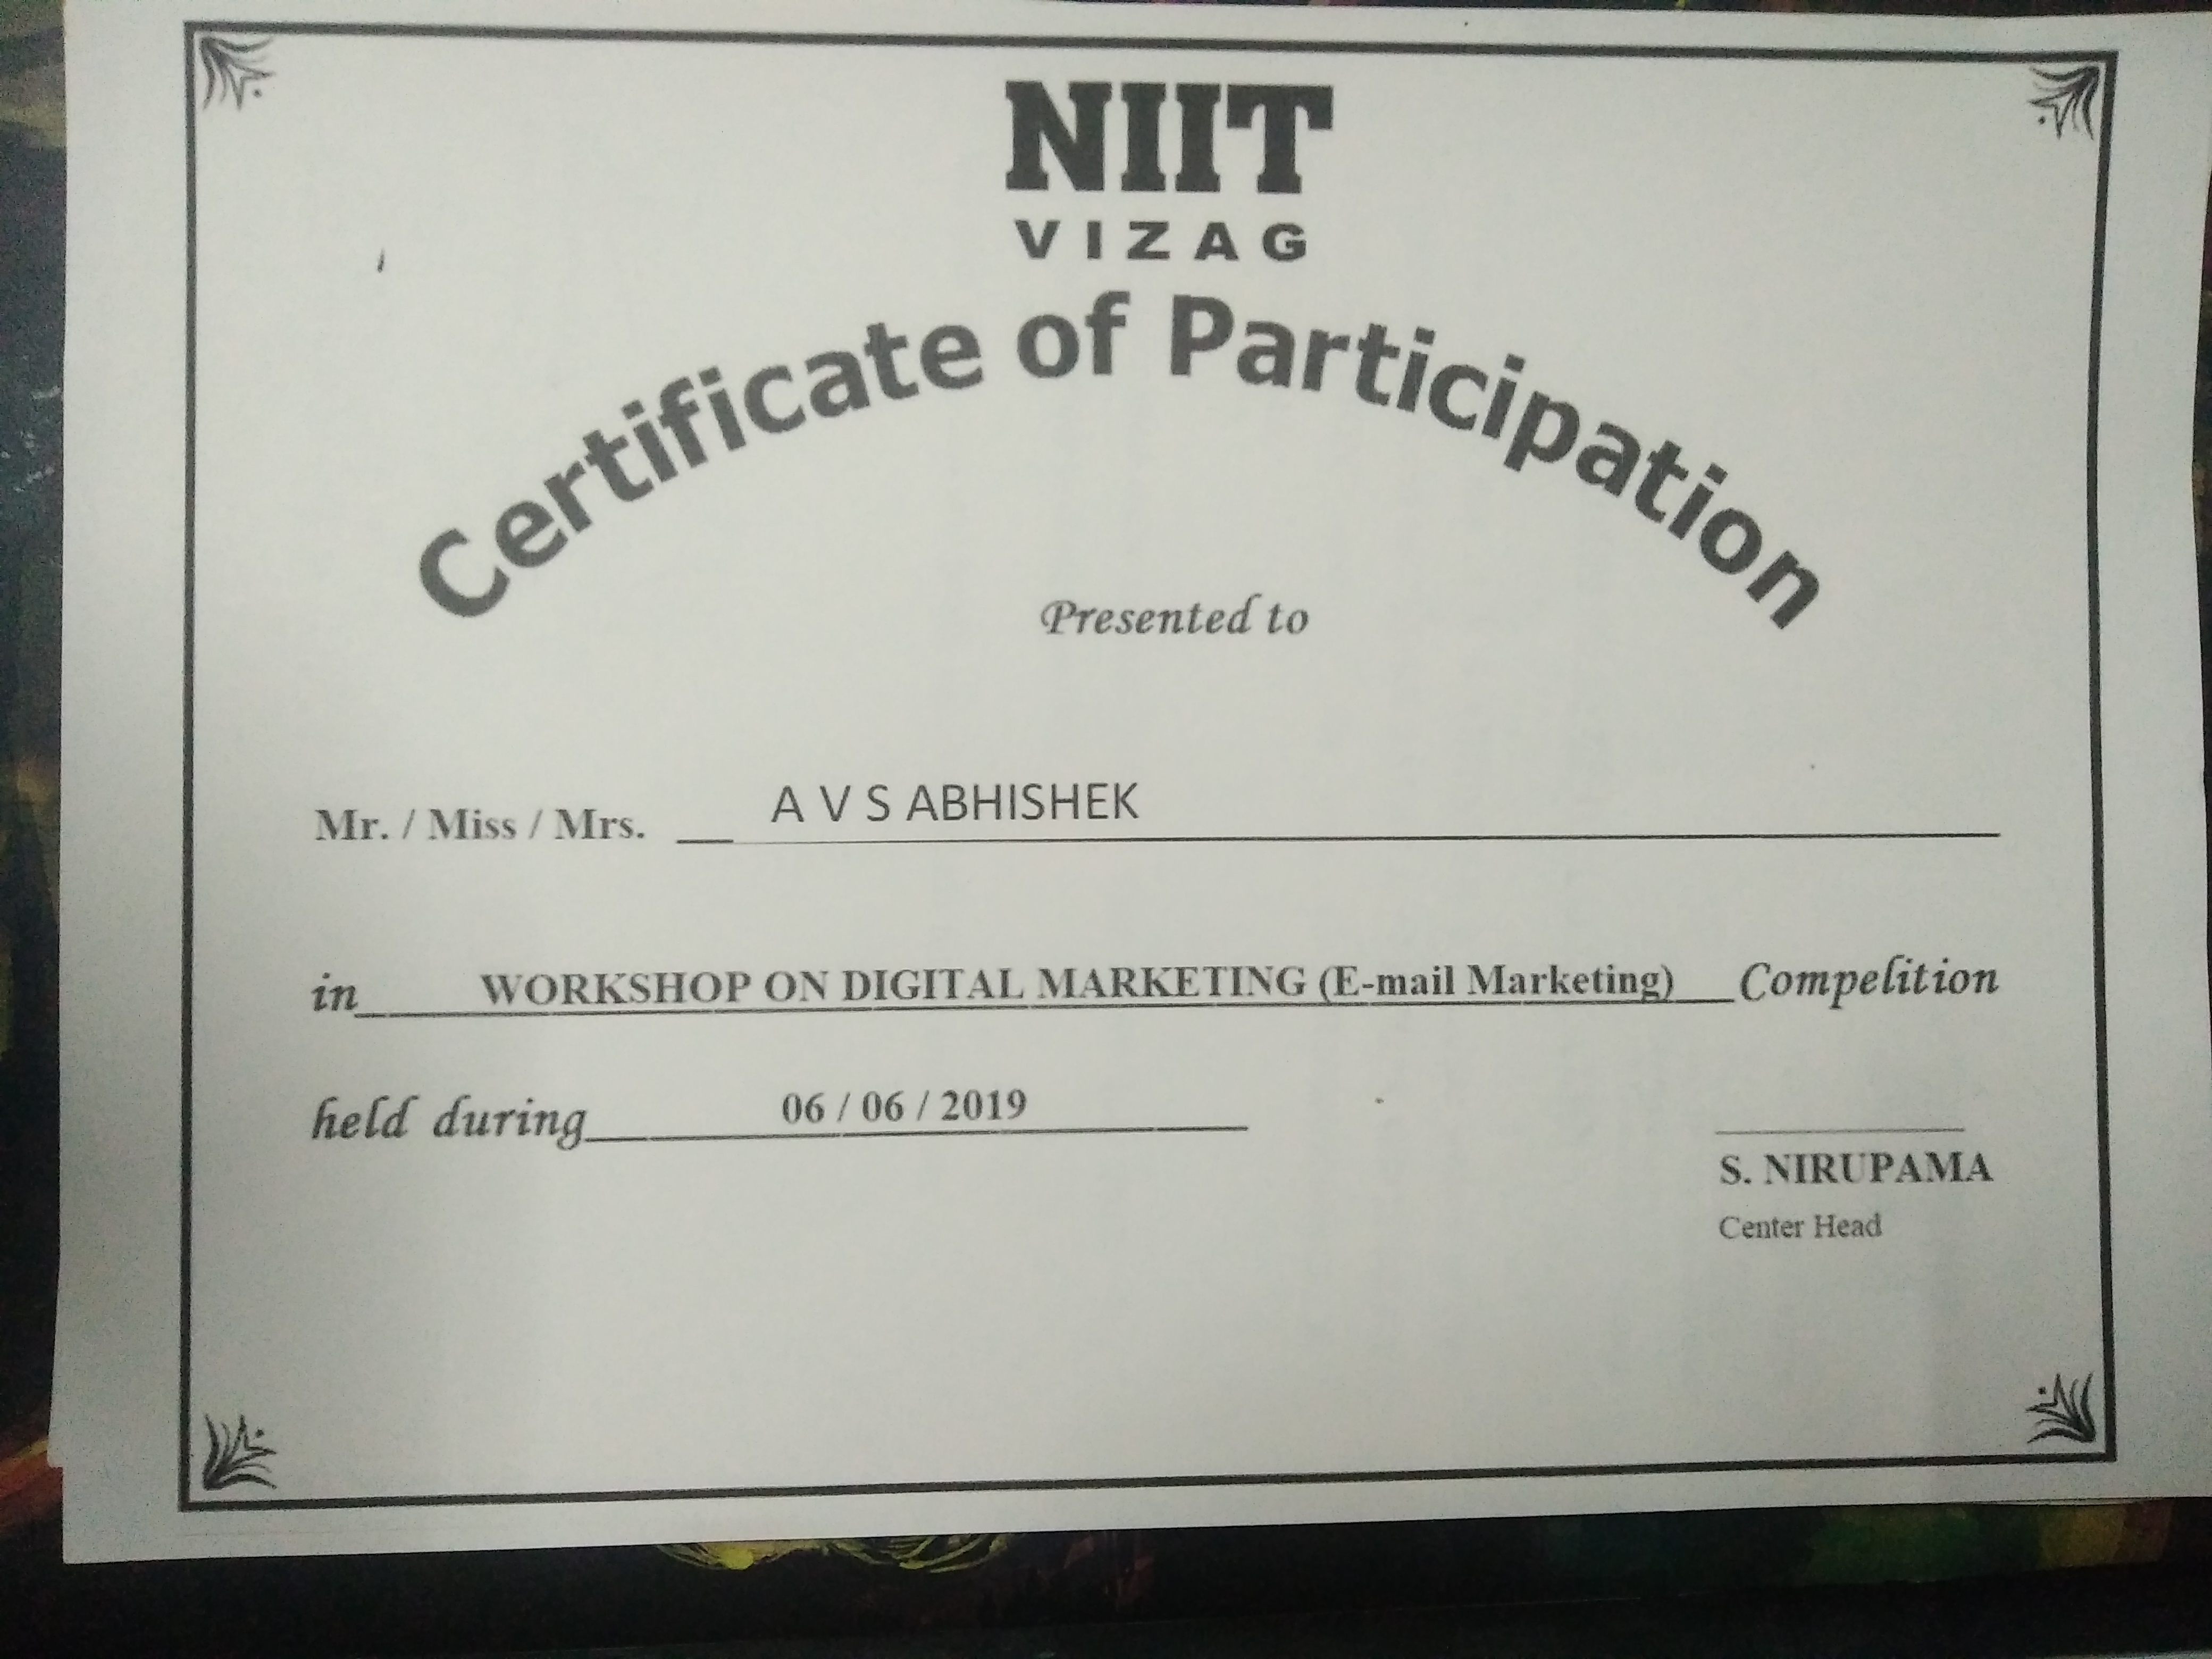 NIIT
VIZAG
Certificate of Participation
Presented to
Mr. / Miss / Mrs. A V S ABHISHEK
in WORKSHOP ON DIGITAL MARKETING (E-mail Marketing) Competition
held during 06 / 06 / 2019
S. NIRUPAMA
Center Head